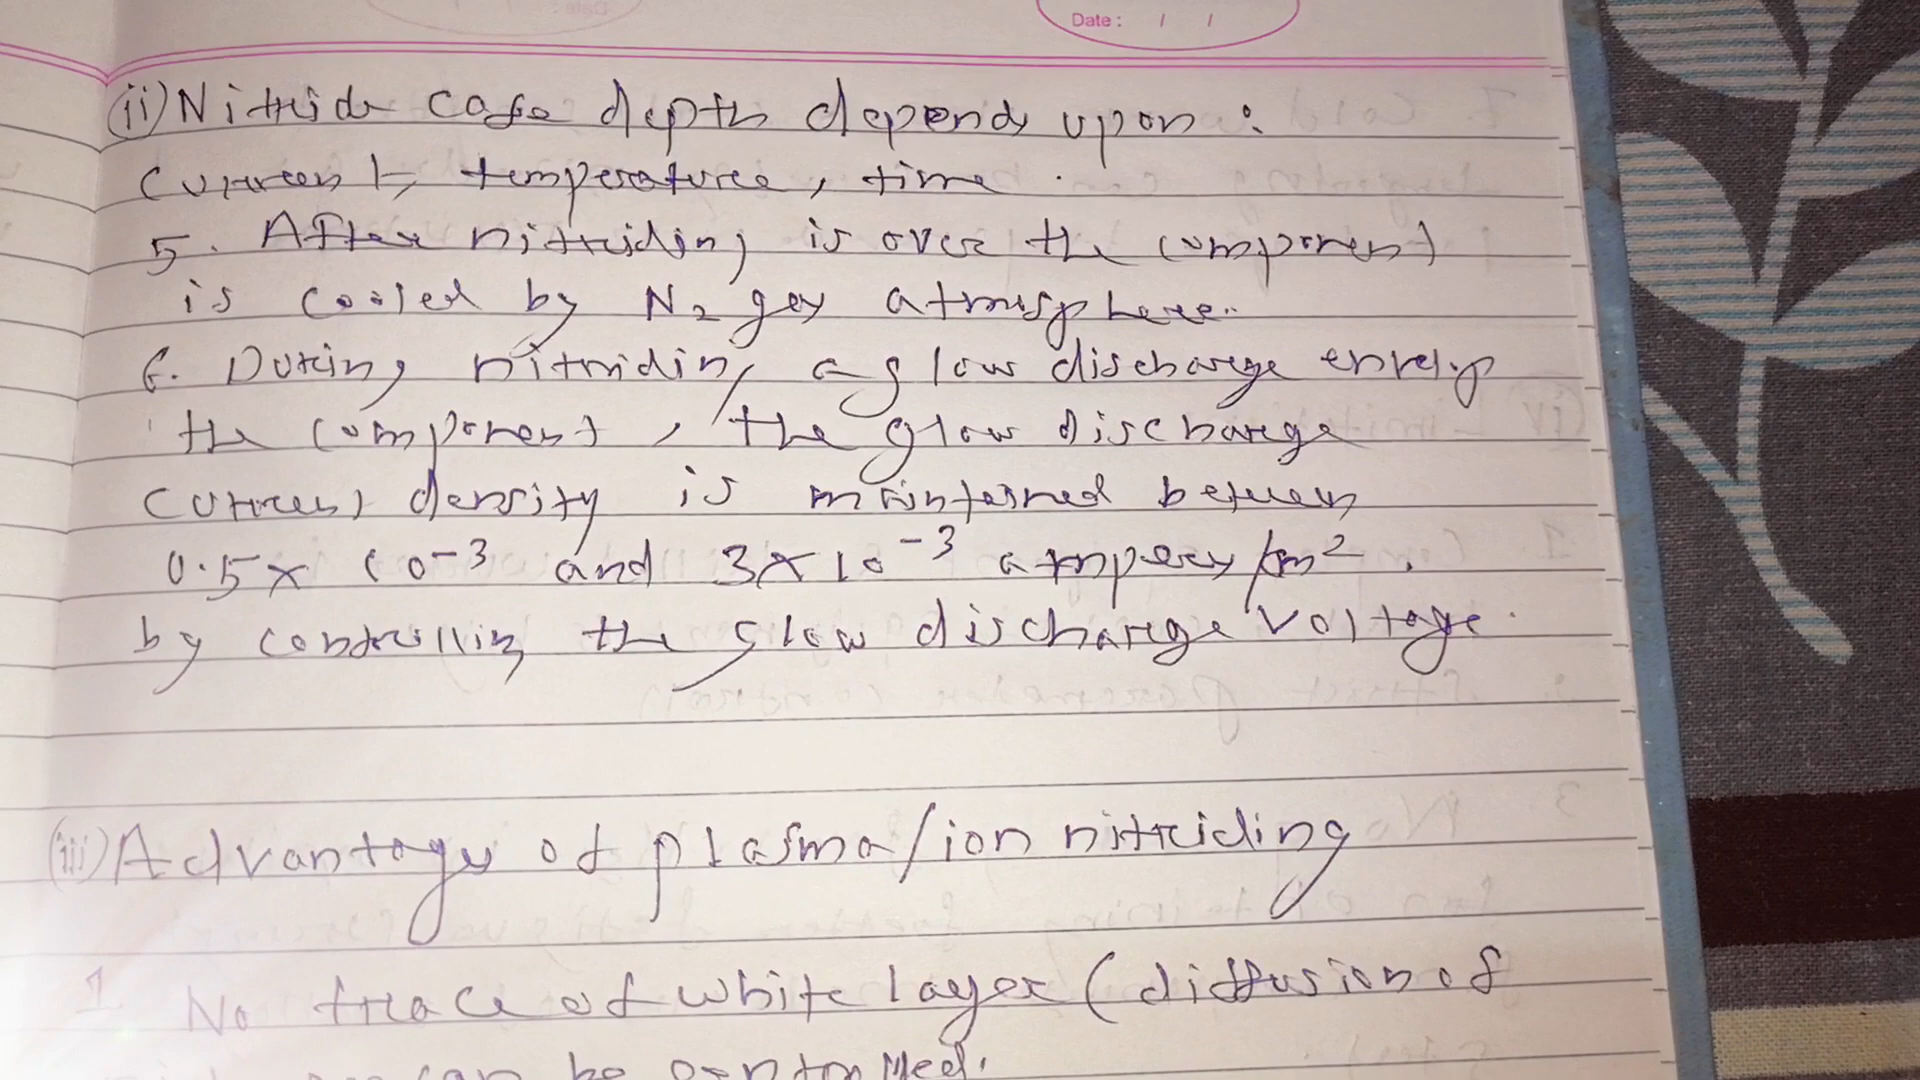 Date : / /
(ii) Nitride case depth depends upon :
Current, temperature, time .
5. After nitriding is over the component
is cooled by N2 gas atmosphere.
6. During nitriding a glow discharge envelop
the component, the glow discharge
current density is maintained between
0.5 x 10⁻³ and 3 x 10⁻³ amperes/cm² .
by controlling the glow discharge voltage .
(iii) Advantages of plasma/ion nitriding
1 No trace of white layer (diffusion of
can be controlled.